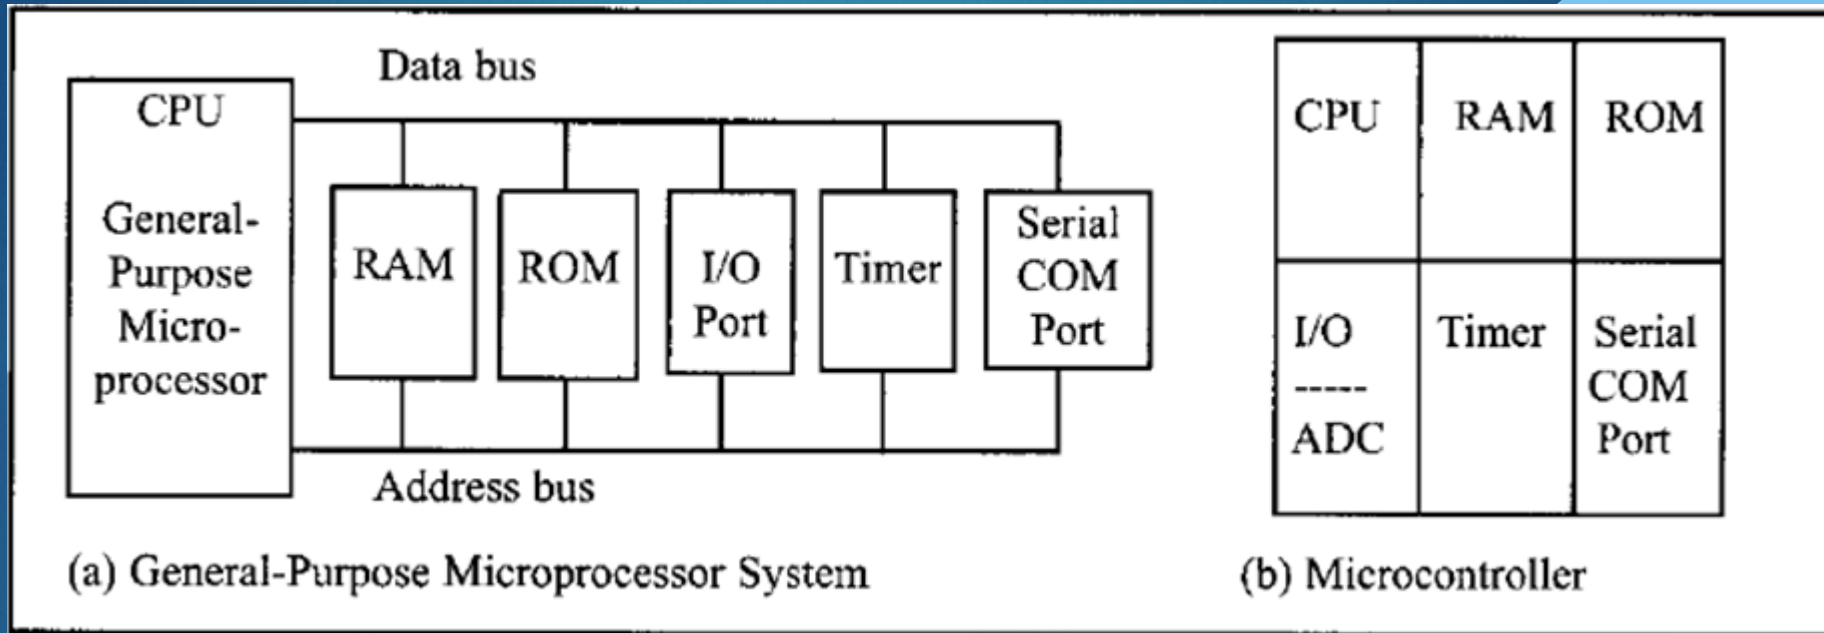 Data bus
CPU
General-
Purpose
Micro-
processor
RAM
ROM
I/O
Port
Timer
Serial
COM
Port
Address bus
(a) General-Purpose Microprocessor System
CPU
RAM
ROM
I/O
-----
ADC
Timer
Serial
COM
Port
(b) Microcontroller